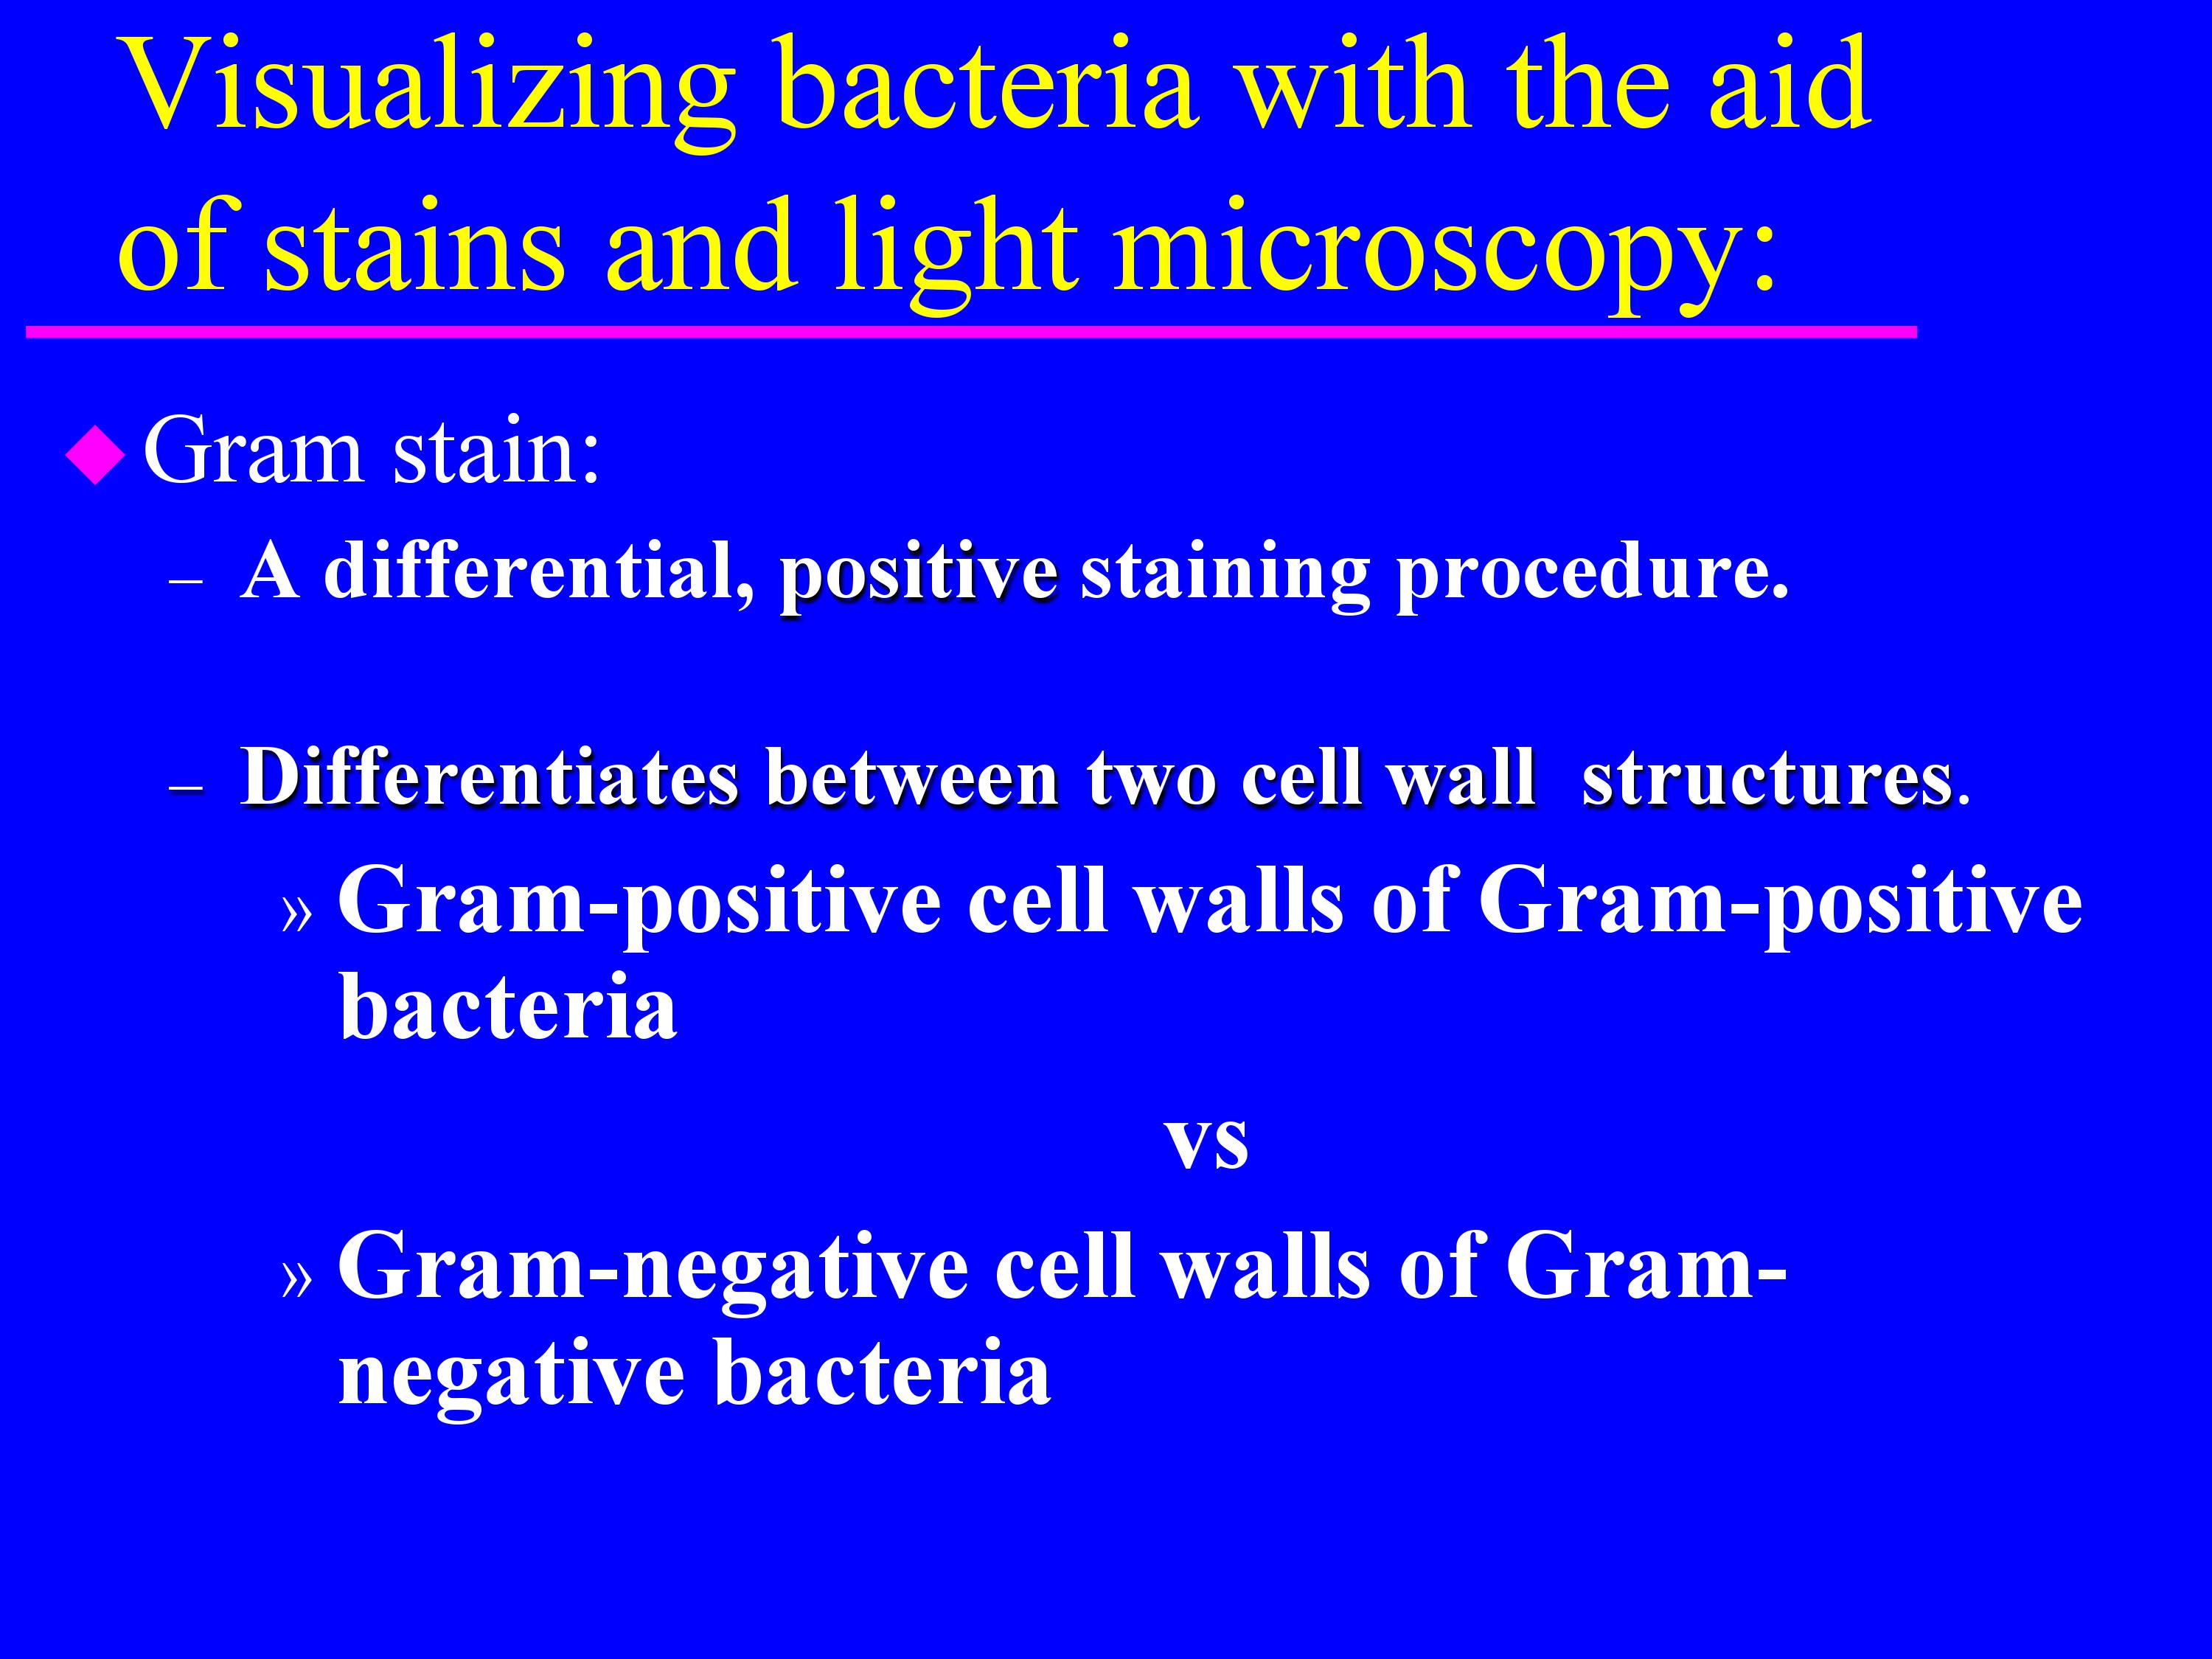 Visualizing bacteria with the aid
of stains and light microscopy:
◆ Gram stain:
– A differential, positive staining procedure.
– Differentiates between two cell wall  structures.
» Gram-positive cell walls of Gram-positive
bacteria
vs
» Gram-negative cell walls of Gram-
negative bacteria